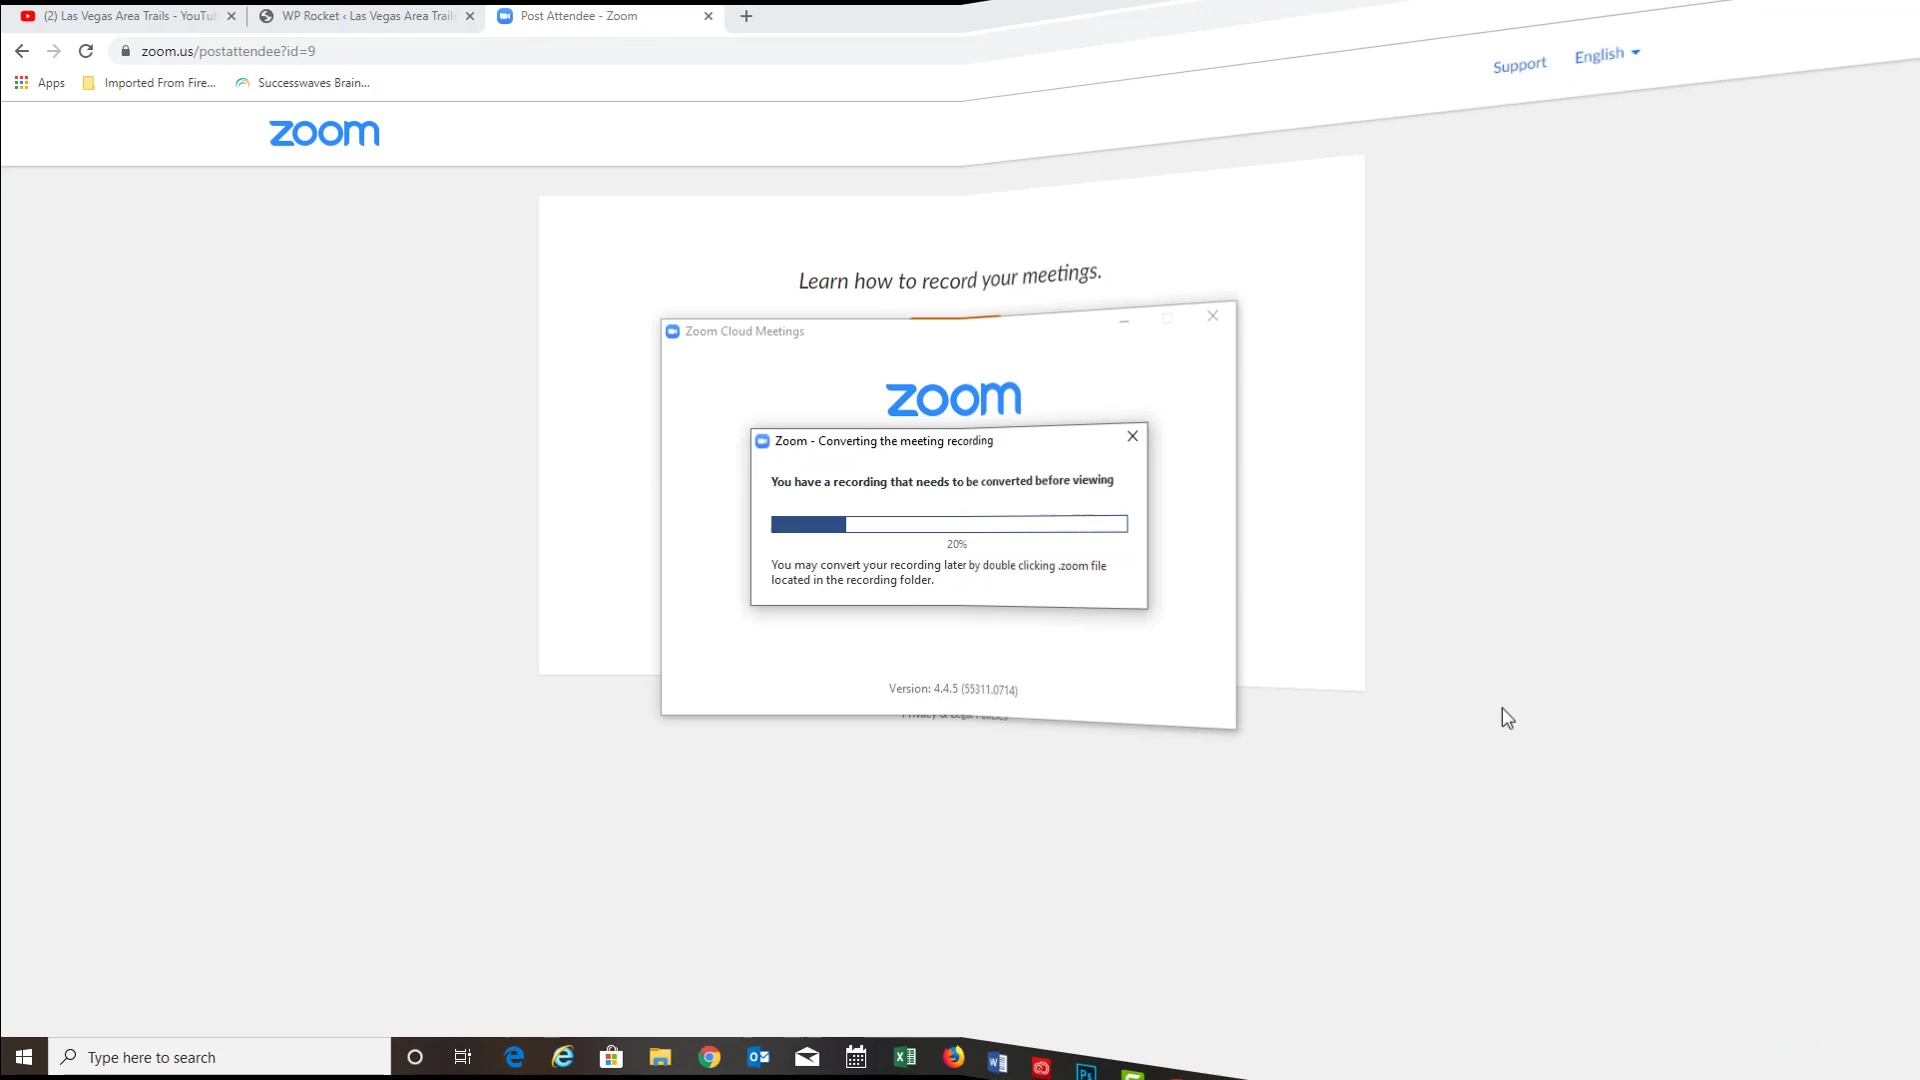 (2) Las Vegas Area Trails - YouTu
WP Rocket ‹ Las Vegas Area Trails
Post Attendee - Zoom
zoom.us/postattendee?id=9
Apps
Imported From Fire...
Successwaves Brain...
Support
English
zoom
Learn how to record your meetings.
Zoom Cloud Meetings
zoom
Zoom - Converting the meeting recording
You have a recording that needs to be converted before viewing
20%
You may convert your recording later by double clicking .zoom file
located in the recording folder.
Version: 4.4.5 (55311.0714)
Privacy & Legal Policies
Type here to search